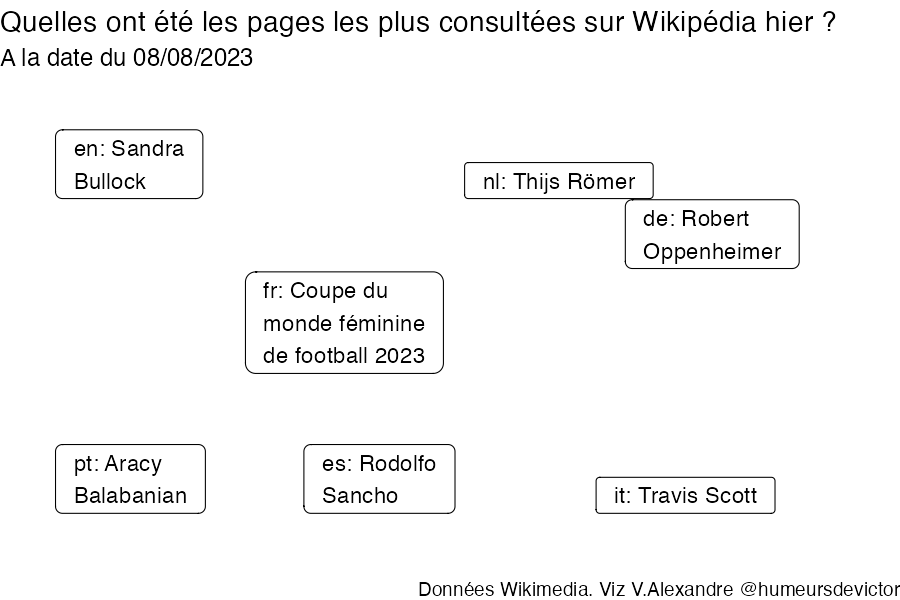 Quelles ont été les pages les plus consultées sur Wikipédia hier ?
A la date du 08/08/2023
en: Sandra
Bullock
nl: Thijs Römer
de: Robert
Oppenheimer
fr: Coupe du
monde féminine
de football 2023
pt: Aracy
Balabanian
es: Rodolfo
Sancho
it: Travis Scott
Données Wikimedia. Viz V.Alexandre @humeursdevictor